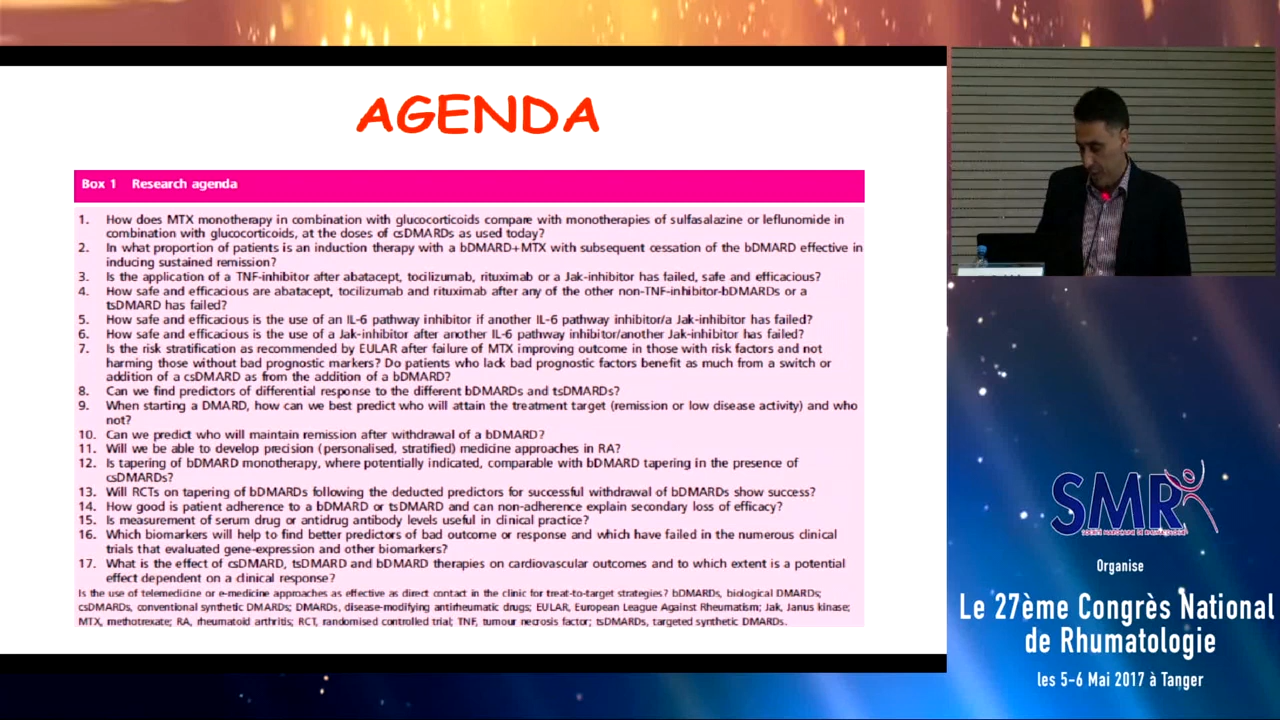 AGENDA
Box 1 Research agenda
1. How does MTX monotherapy in combination with glucocorticoids compare with monotherapies of sulfasalazine or leflunomide in
combination with glucocorticoids, at the doses of csDMARDs as used today?
2. In what proportion of patients is an induction therapy with a bDMARD+MTX with subsequent cessation of the bDMARD effective in
inducing sustained remission?
3. Is the application of a TNF-inhibitor after abatacept, tocilizumab, rituximab or a Jak-inhibitor has failed, safe and efficacious?
4. How safe and efficacious are abatacept, tocilizumab and rituximab after any of the other non-TNF-inhibitor-bDMARDs or a
tsDMARD has failed?
5. How safe and efficacious is the use of an IL-6 pathway inhibitor if another IL-6 pathway inhibitor/a Jak-inhibitor has failed?
6. How safe and efficacious is the use of a Jak-inhibitor after another IL-6 pathway inhibitor/another Jak-inhibitor has failed?
7. Is the risk stratification as recommended by EULAR after failure of MTX improving outcome in those with risk factors and not
harming those without bad prognostic markers? Do patients who lack bad prognostic factors benefit as much from a switch or
addition of a csDMARD as from the addition of a bDMARD?
8. Can we find predictors of differential response to the different bDMARDs and tsDMARDs?
9. When starting a DMARD, how can we best predict who will attain the treatment target (remission or low disease activity) and who
not?
10. Can we predict who will maintain remission after withdrawal of a bDMARD?
11. Will we be able to develop precision (personalised, stratified) medicine approaches in RA?
12. Is tapering of bDMARD monotherapy, where potentially indicated, comparable with bDMARD tapering in the presence of
csDMARDs?
13. Will RCTs on tapering of bDMARDs following the deducted predictors for successful withdrawal of bDMARDs show success?
14. How good is patient adherence to a bDMARD or tsDMARD and can non-adherence explain secondary loss of efficacy?
15. Is measurement of serum drug or antidrug antibody levels useful in clinical practice?
16. Which biomarkers will help to find better predictors of bad outcome or response and which have failed in the numerous clinical
trials that evaluated gene-expression and other biomarkers?
17. What is the effect of csDMARD, tsDMARD and bDMARD therapies on cardiovascular outcomes and to which extent is a potential
effect dependent on a clinical response?
Is the use of telemedicine or e-medicine approaches as effective as direct contact in the clinic for treat-to-target strategies? bDMARDs, biological DMARDs;
csDMARDs, conventional synthetic DMARDs; DMARDs, disease-modifying antirheumatic drugs; EULAR, European League Against Rheumatism; Jak, Janus kinase;
MTX, methotrexate; RA, rheumatoid arthritis; RCT, randomised controlled trial; TNF, tumour necrosis factor; tsDMARDs, targeted synthetic DMARDs.
SMR
Organise
Le 27ème Congrès National
de Rhumatologie
les 5-6 Mai 2017 à Tanger